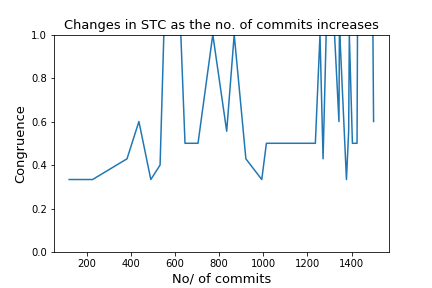 Changes in STC as the no. of commits increases
1.0
0.8
0.6
0.4
0.2
0.0
Congruence
200 400 600 800 1000 1200 1400
No/ of commits